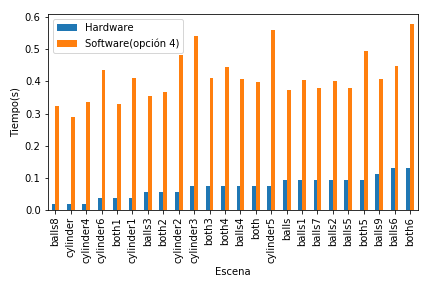 Hardware
Software(opción 4)
Tiempo(s)
0.6
0.5
0.4
0.3
0.2
0.1
0.0
balls8
cylinder
cylinder4
cylinder6
both1
cylinder1
balls3
both2
cylinder2
cylinder3
both3
both4
balls4
both
cylinder5
balls
balls1
balls7
balls2
balls5
both5
balls9
balls6
both6
Escena